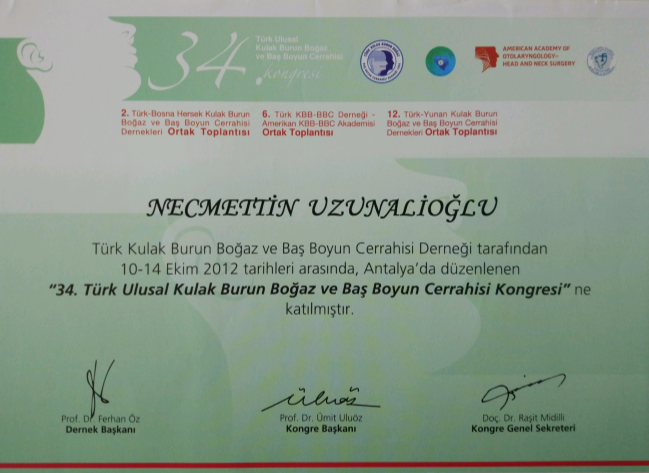 34.
Türk Ulusal
Kulak Burun Boğaz
ve Baş Boyun Cerrahisi
kongresi
AMERICAN ACADEMY OF
OTOLARYNGOLOGY–
HEAD AND NECK SURGERY
2. Türk-Bosna Hersek Kulak Burun
Boğaz ve Baş Boyun Cerrahisi
Dernekleri Ortak Toplantısı
6. Türk KBB-BBC Derneği -
Amerikan KBB-BBC Akademisi
Ortak Toplantısı
12. Türk-Yunan Kulak Burun
Boğaz ve Baş Boyun Cerrahisi
Dernekleri Ortak Toplantısı
NECMETTİN UZUNALİOĞLU
Türk Kulak Burun Boğaz ve Baş Boyun Cerrahisi Derneği tarafından
10-14 Ekim 2012 tarihleri arasında, Antalya’da düzenlenen
“34. Türk Ulusal Kulak Burun Boğaz ve Baş Boyun Cerrahisi Kongresi” ne
katılmıştır.
Prof. Dr. Ferhan Öz
Dernek Başkanı
Prof. Dr. Ümit Uluöz
Kongre Başkanı
Doç. Dr. Raşit Midilli
Kongre Genel Sekreteri